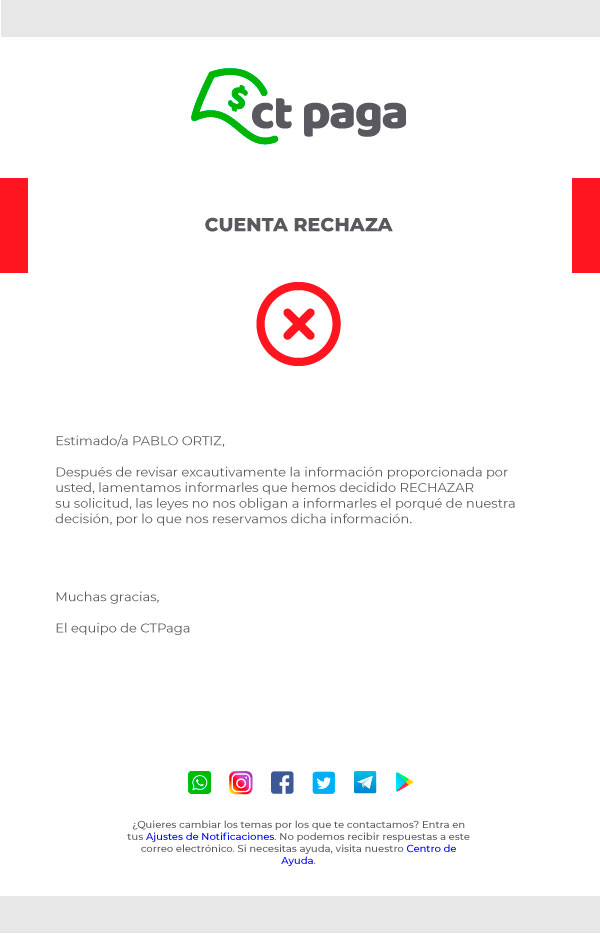 $ ct paga
CUENTA RECHAZA
Estimado/a PABLO ORTIZ,
Después de revisar excautivamente la información proporcionada por
usted, lamentamos informarles que hemos decidido RECHAZAR
su solicitud, las leyes no nos obligan a informarles el porqué de nuestra
decisión, por lo que nos reservamos dicha información.
Muchas gracias,
El equipo de CTPaga
¿Quieres cambiar los temas por los que te contactamos? Entra en
tus Ajustes de Notificaciones. No podemos recibir respuestas a este
correo electrónico. Si necesitas ayuda, visita nuestro Centro de
Ayuda.